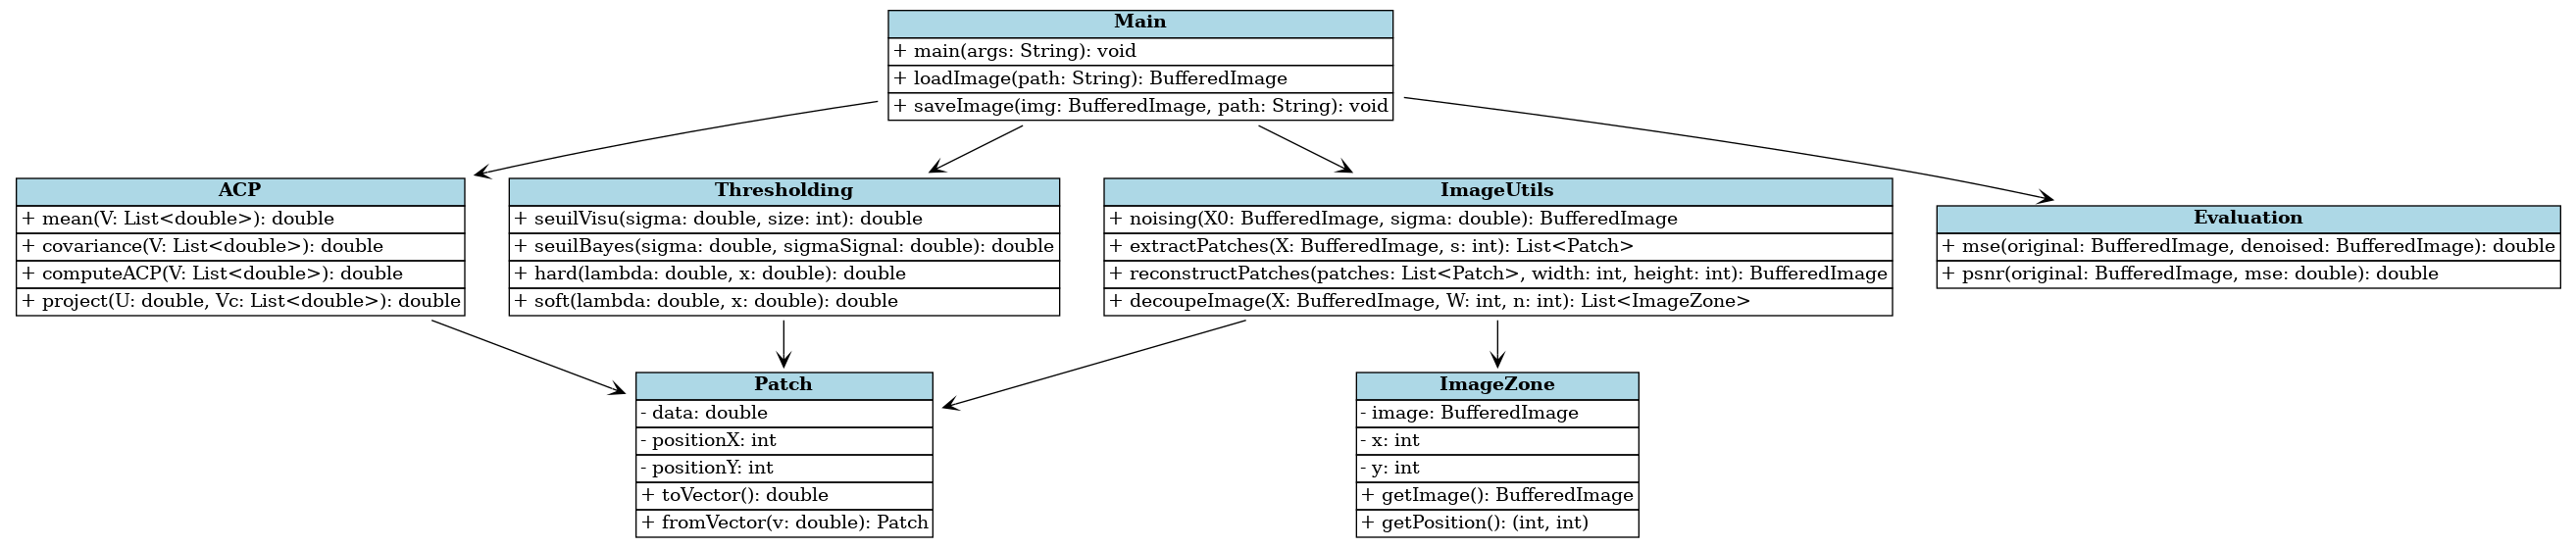 Main
+ main(args: String): void
+ loadImage(path: String): BufferedImage
+ saveImage(img: BufferedImage, path: String): void
ACP
+ mean(V: List<double>): double
+ covariance(V: List<double>): double
+ computeACP(V: List<double>): double
+ project(U: double, Vc: List<double>): double
Thresholding
+ seuilVisu(sigma: double, size: int): double
+ seuilBayes(sigma: double, sigmaSignal: double): double
+ hard(lambda: double, x: double): double
+ soft(lambda: double, x: double): double
ImageUtils
+ noising(X0: BufferedImage, sigma: double): BufferedImage
+ extractPatches(X: BufferedImage, s: int): List<Patch>
+ reconstructPatches(patches: List<Patch>, width: int, height: int): BufferedImage
+ decoupeImage(X: BufferedImage, W: int, n: int): List<ImageZone>
Evaluation
+ mse(original: BufferedImage, denoised: BufferedImage): double
+ psnr(original: BufferedImage, mse: double): double
Patch
- data: double
- positionX: int
- positionY: int
+ toVector(): double
+ fromVector(v: double): Patch
ImageZone
- image: BufferedImage
- x: int
- y: int
+ getImage(): BufferedImage
+ getPosition(): (int, int)